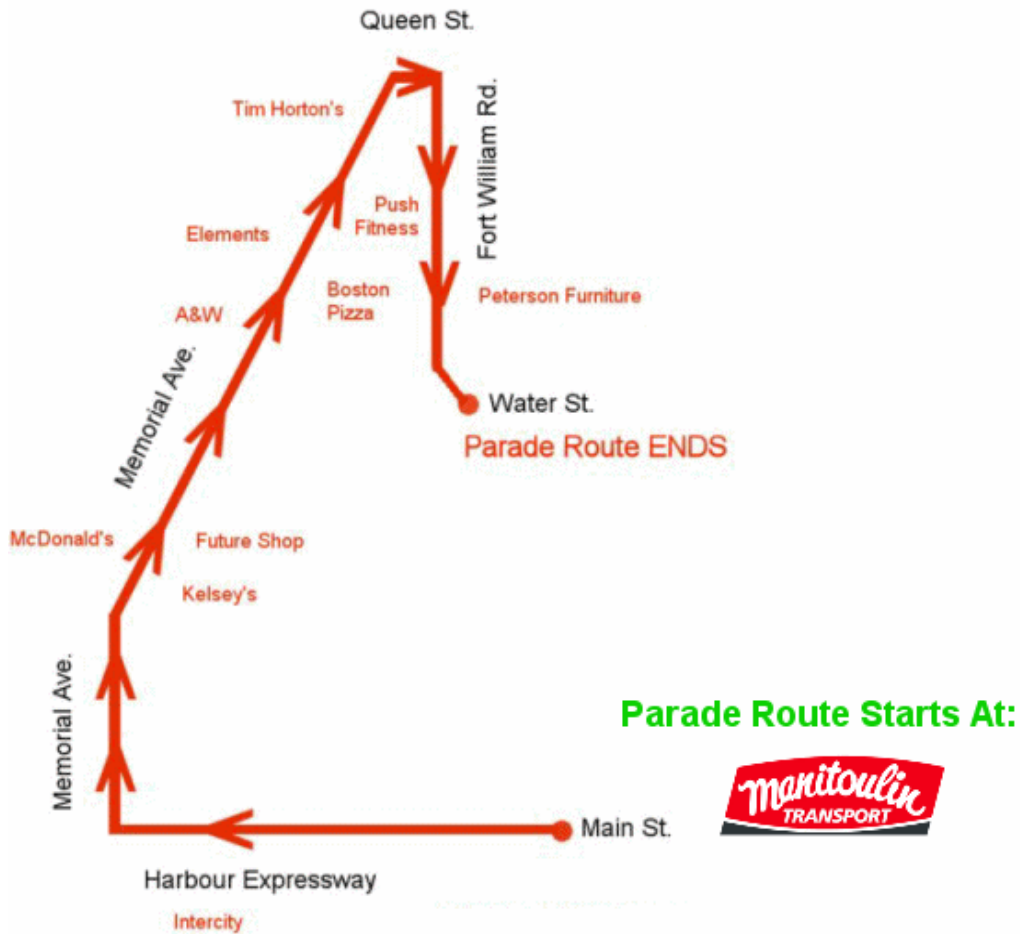 Queen St.
Tim Horton's
Fort William Rd.
Push
Fitness
Elements
Boston
Pizza
Peterson Furniture
A&W
Memorial Ave.
Water St.
Parade Route ENDS
McDonald's
Future Shop
Kelsey's
Memorial Ave.
Parade Route Starts At:
Manitoulin
TRANSPORT
Main St.
Harbour Expressway
Intercity